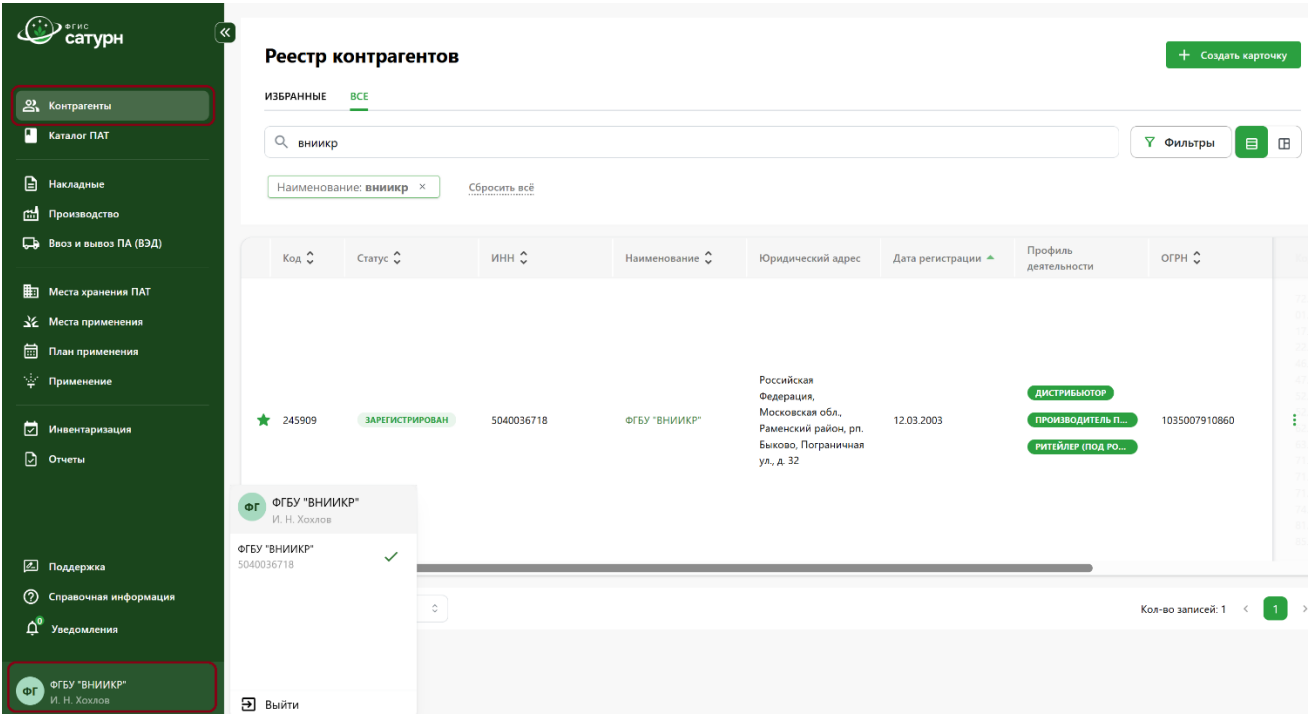 ФГИС
сатурн
Контрагенты
Каталог ПАТ
Накладные
Производство
Ввоз и вывоз ПА (ВЭД)
Места хранения ПАТ
Места применения
План применения
Применение
Инвентаризация
Отчеты
Поддержка
Справочная информация
0
Уведомления
ФГ
ФГБУ "ВНИИКР"
И. Н. Хохлов
Реестр контрагентов
+ Создать карточку
ИЗБРАННЫЕ ВСЕ
вниикр
Фильтры
Наименование: вниикр ×
Сбросить всё
Код Статус ИНН Наименование Юридический адрес Дата регистрации Профиль деятельности ОГРН
245909
ЗАРЕГИСТРИРОВАН
5040036718
ФГБУ "ВНИИКР"
Российская
Федерация,
Московская обл.,
Раменский район, рп.
Быково, Пограничная
ул., д. 32
12.03.2003
ДИСТРИБЬЮТОР
ПРОИЗВОДИТЕЛЬ П...
РИТЕЙЛЕР (ПОД РО...
1035007910860
ФГ
ФГБУ "ВНИИКР"
И. Н. Хохлов
ФГБУ "ВНИИКР"
5040036718
Выйти
Кол-во записей: 1 < 1 >